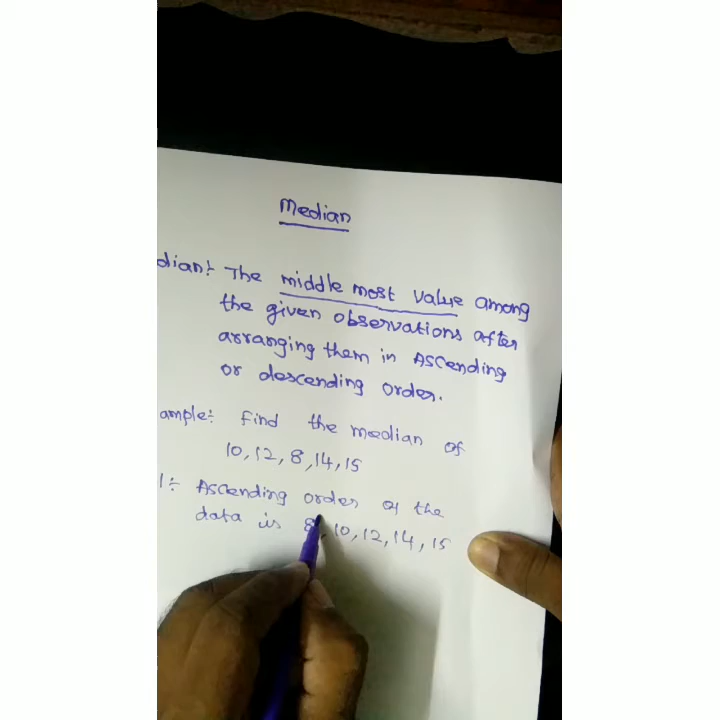 Median
dian:- The middle most value among
the given observations after
arranging them in Ascending
or descending order.
ample:- Find the median of
10, 12, 8, 14, 15
1:- Ascending order of the
data is 8, 10, 12, 14, 15